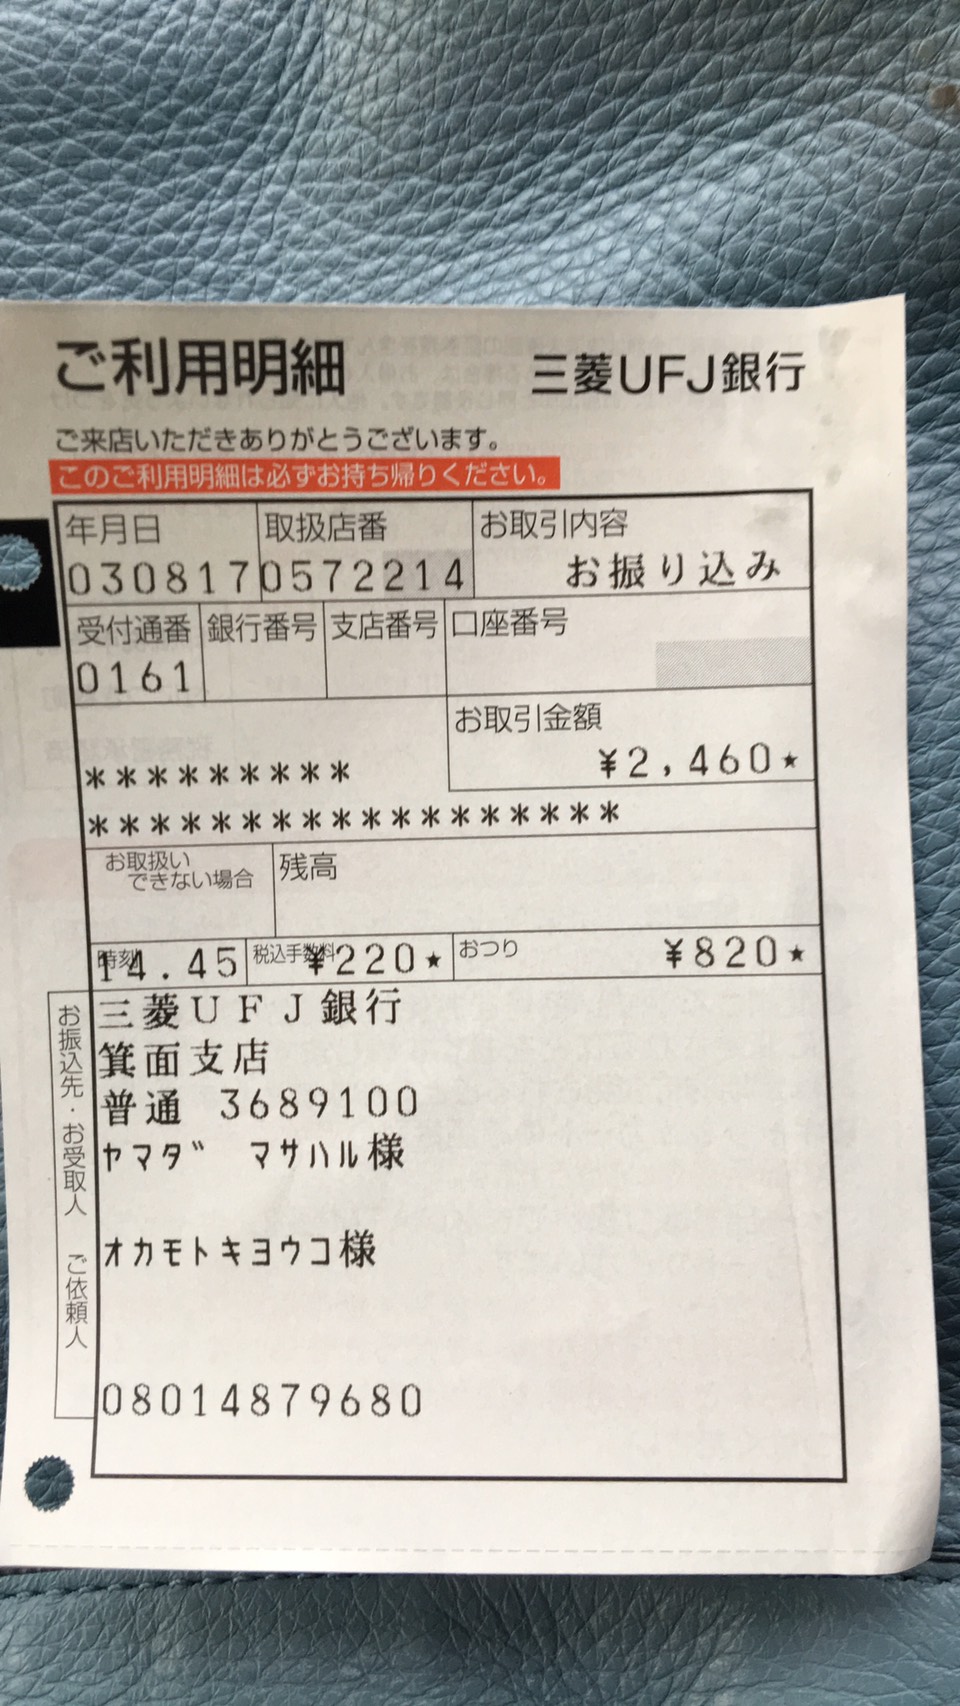 ご利用明細 三菱UFJ銀行
ご来店いただきありがとうございます。
このご利用明細は必ずお持ち帰りください。
年月日 取扱店番 お取引内容
030817 0572214 お振り込み
受付通番 銀行番号 支店番号 口座番号
0161
お取引金額
¥2,460★
*********
******************
お取扱い
できない場合
残高
時刻 14.45 税込手数料 ¥220★ おつり ¥820★
お振込先・お受取人 ご依頼人
三菱UFJ銀行
箕面支店
普通 3689100
ヤマダ゛ マサハル様
オカモトキヨウコ様
08014879680